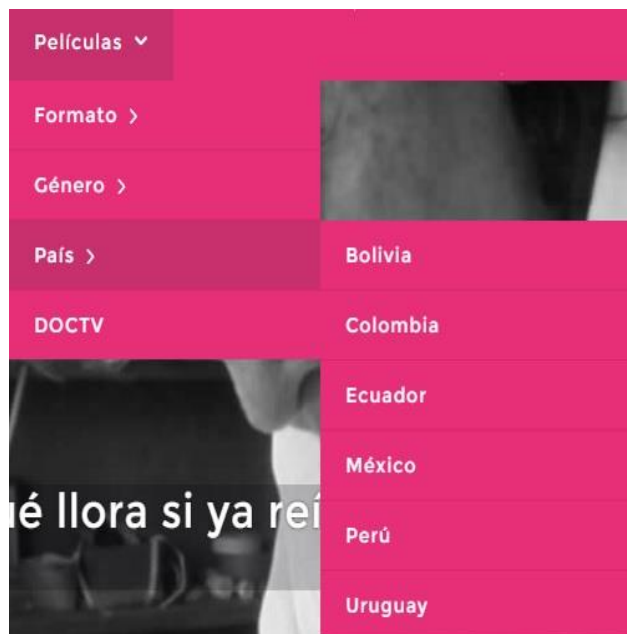 Películas
Formato
Género
País
DOCTV
Bolivia
Colombia
Ecuador
México
Perú
Uruguay
é llora si ya reí